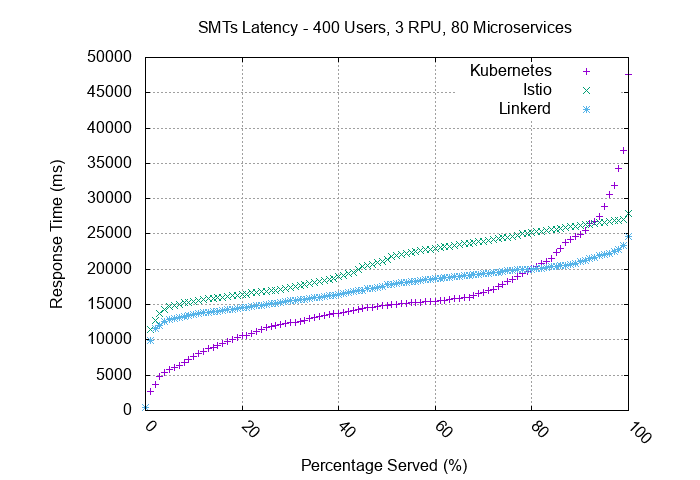 SMTs Latency - 400 Users, 3 RPU, 80 Microservices
50000
45000
40000
35000
30000
25000
20000
15000
10000
5000
0
Response Time (ms)
Kubernetes
Istio
Linkerd
0
20
40
60
80
100
Percentage Served (%)